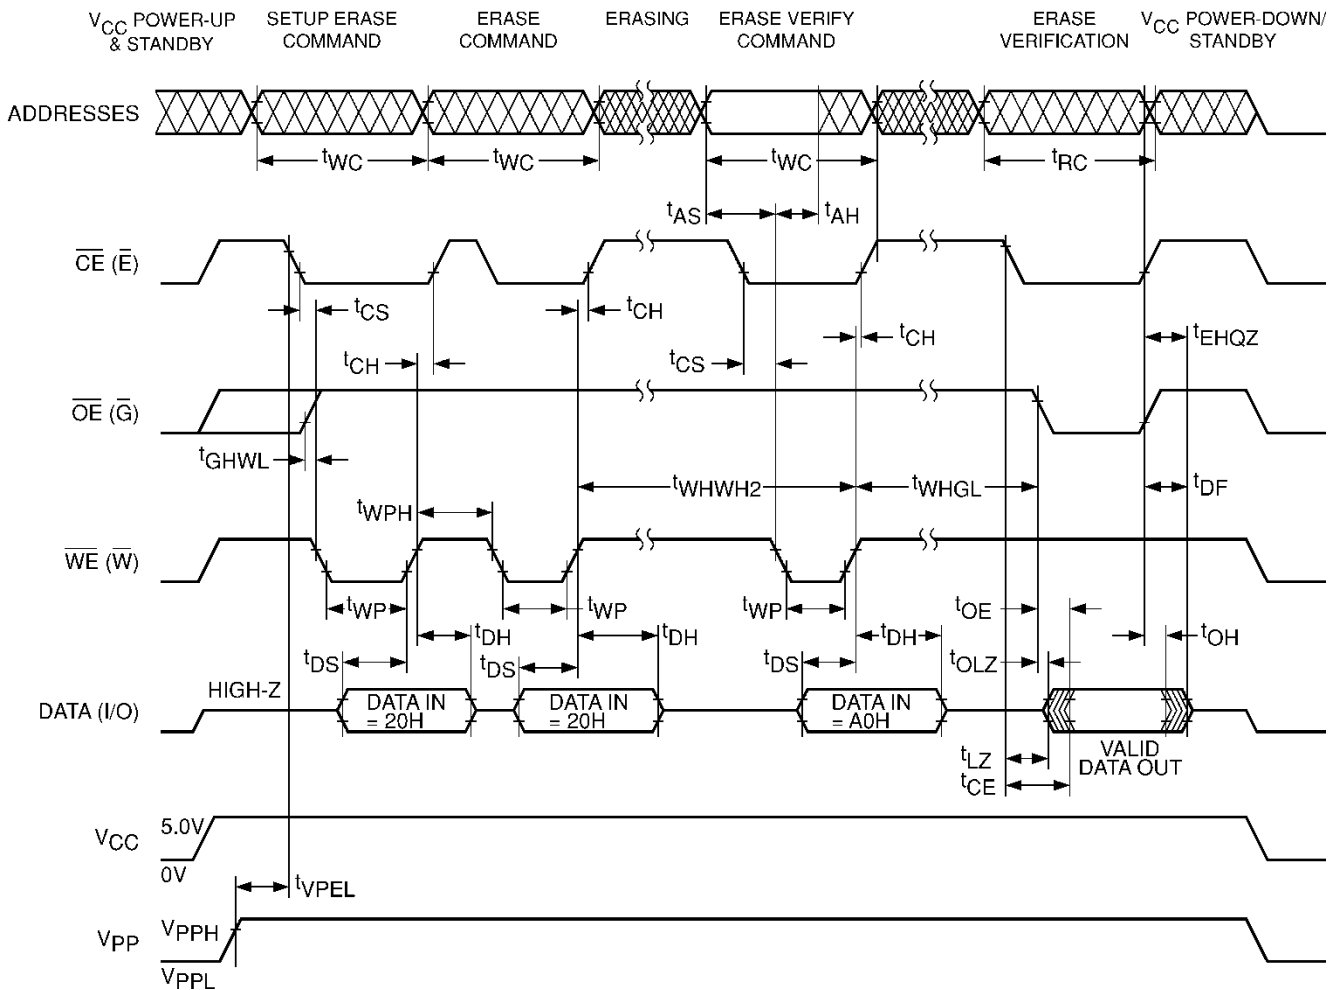 VCC POWER-UP & STANDBY
SETUP ERASE COMMAND
ERASE COMMAND
ERASING
ERASE VERIFY COMMAND
ERASE VERIFICATION
VCC POWER-DOWN/ STANDBY
ADDRESSES
tWC
tWC
tWC
tRC
tAS
tAH
CE (E)
tCS
tCH
tCH
tCS
tCH
tEHQZ
OE (G)
tGHWL
tWHWH2
tWHGL
tDF
tWPH
WE (W)
tWP
tWP
tWP
tOE
tDH
tDH
tDH
tOH
tDS
tDS
tDS
tOLZ
HIGH-Z
DATA (I/O)
DATA IN = 20H
DATA IN = 20H
DATA IN = A0H
VALID DATA OUT
tLZ
tCE
VCC
5.0V
0V
tVPEL
VPP
VPPH
VPPL